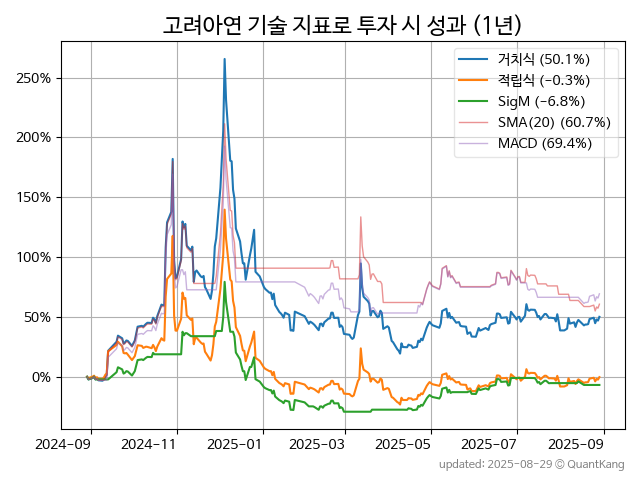 고려아연 기술 지표로 투자 시 성과 (1년)
거치식 (50.1%)
적립식 (−0.3%)
SigM (−6.8%)
SMA(20) (60.7%)
MACD (69.4%)
250%
200%
150%
100%
50%
0%
2024-09
2024-11
2025-01
2025-03
2025-05
2025-07
2025-09
updated: 2025-08-29 ⓒ QuantKang